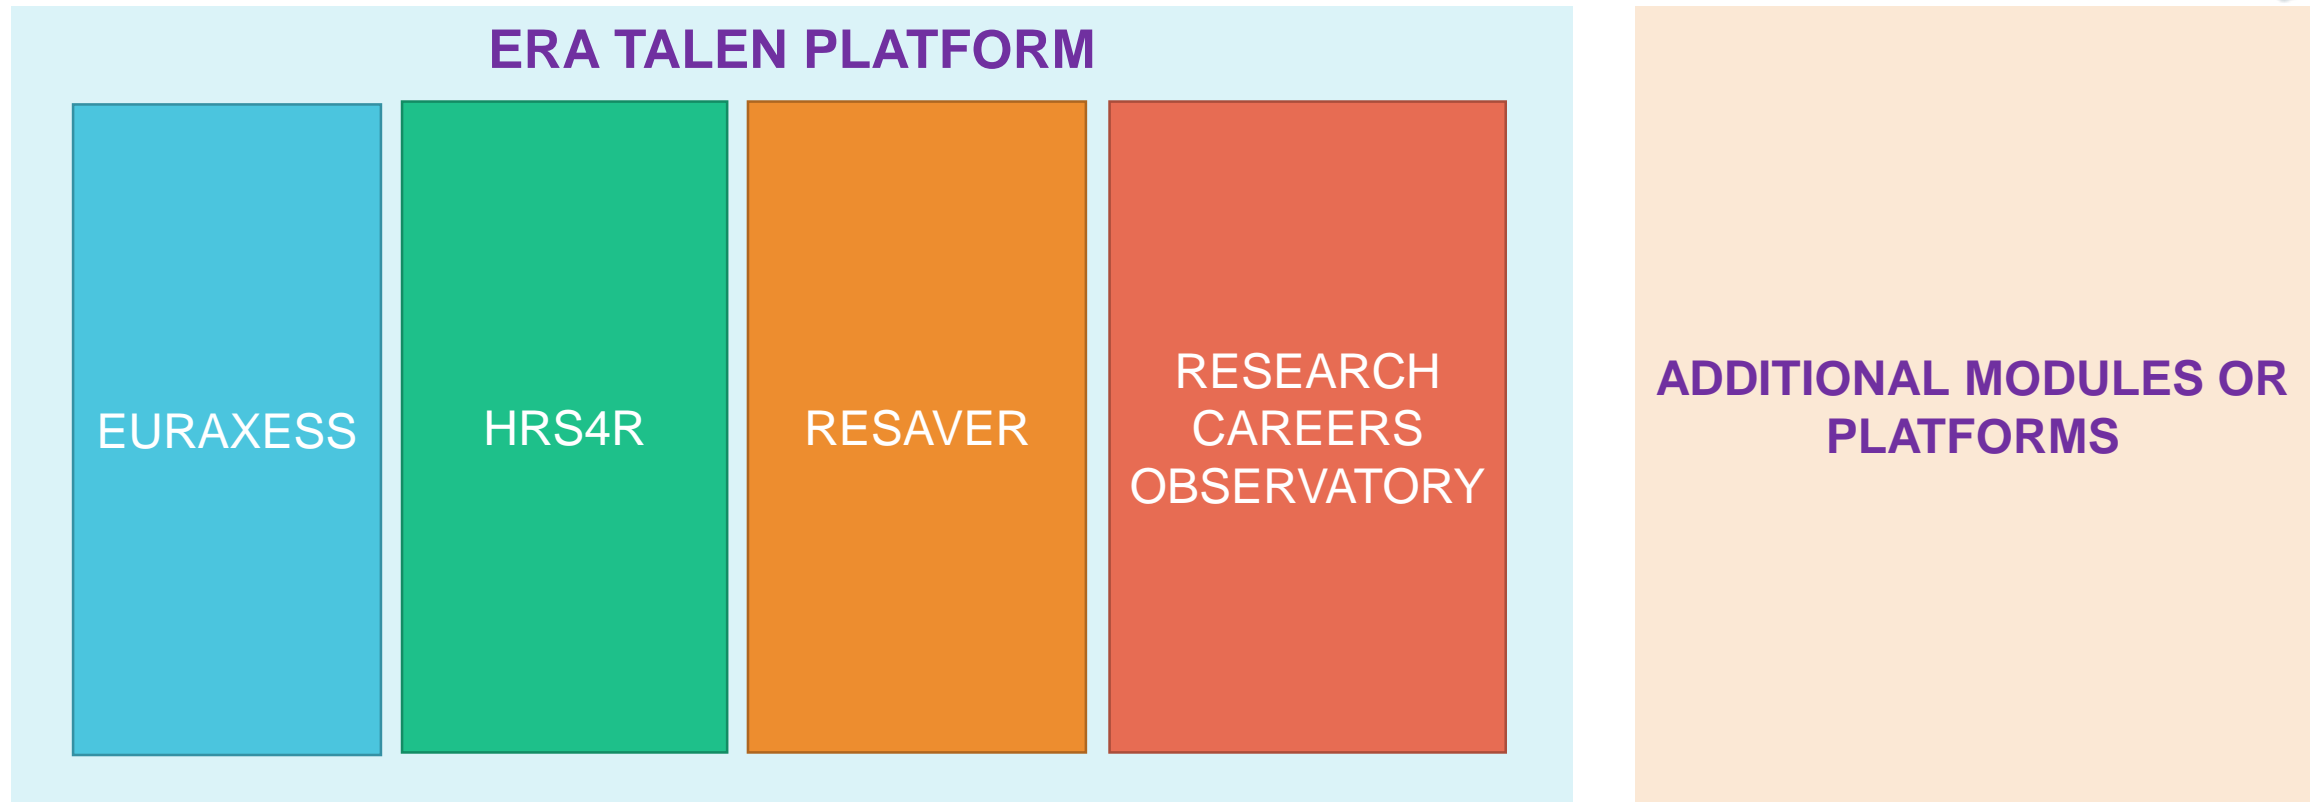 ERA TALEN PLATFORM
EURAXESS
HRS4R
RESAVER
RESEARCH
CAREERS
OBSERVATORY
ADDITIONAL MODULES OR
PLATFORMS